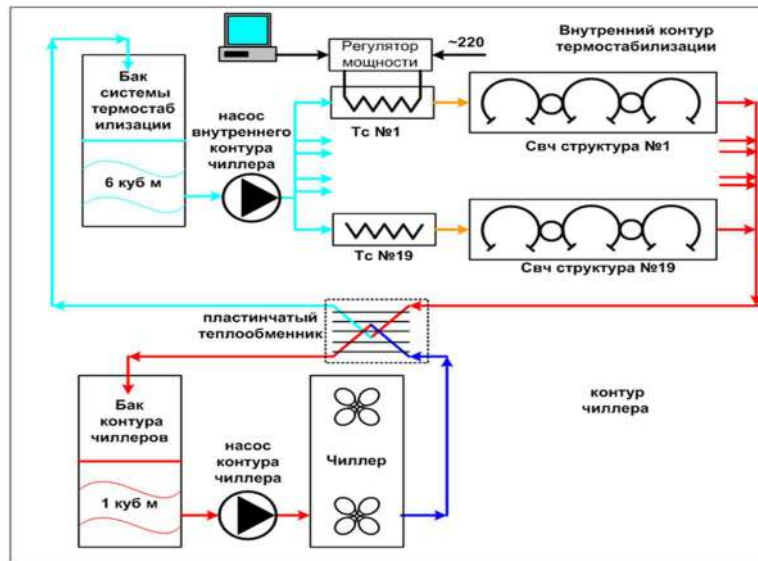 Бак
системы
термостаб
илизации
6 куб м
насос
внутреннего
контура
чиллера
Регулятор
мощности
~220
Тс №1
Внутренний контур
термостабилизации
Свч структура №1
Тс №19
Свч структура №19
пластинчатый
теплообменник
Бак
контура
чиллеров
1 куб м
насос
контура
чиллера
Чиллер
контур
чиллера